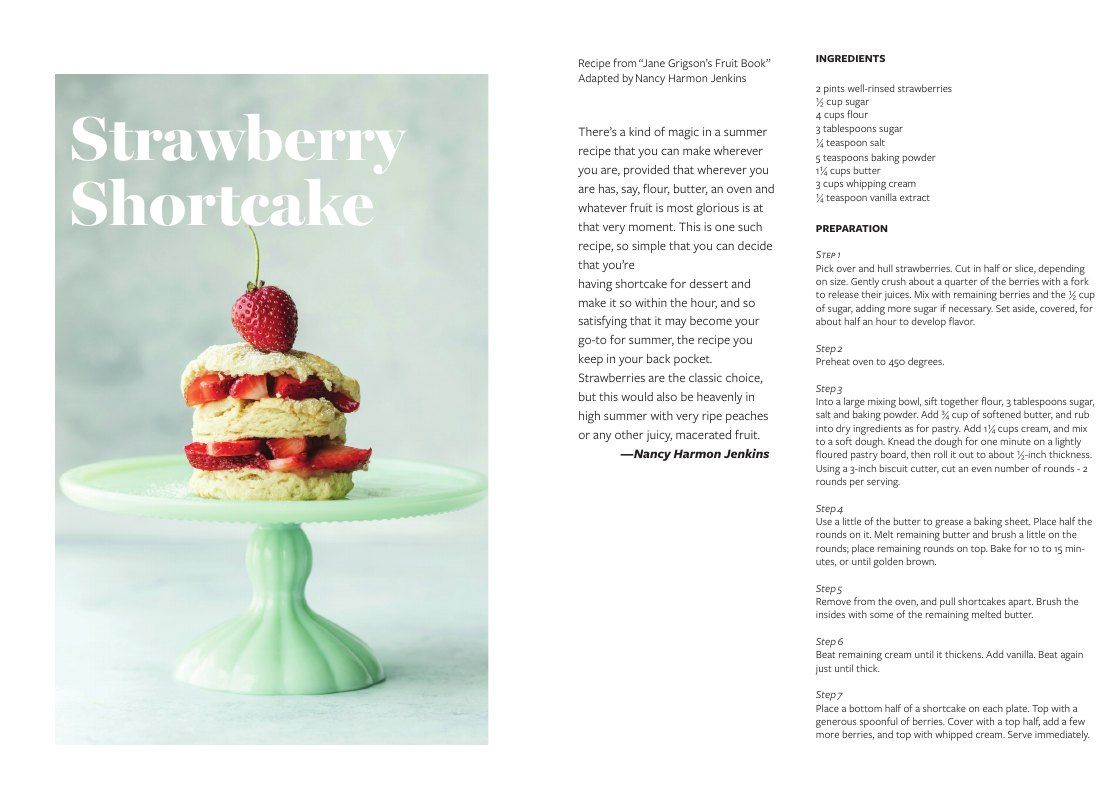 Strawberry
Shortcake
Recipe from “Jane Grigson’s Fruit Book”
Adapted by Nancy Harmon Jenkins
There’s a kind of magic in a summer
recipe that you can make wherever
you are, provided that wherever you
are has, say, flour, butter, an oven and
whatever fruit is most glorious is at
that very moment. This is one such
recipe, so simple that you can decide
that you’re
having shortcake for dessert and
make it so within the hour, and so
satisfying that it may become your
go-to for summer, the recipe you
keep in your back pocket.
Strawberries are the classic choice,
but this would also be heavenly in
high summer with very ripe peaches
or any other juicy, macerated fruit.
—Nancy Harmon Jenkins
INGREDIENTS
2 pints well-rinsed strawberries
½ cup sugar
4 cups flour
3 tablespoons sugar
¼ teaspoon salt
5 teaspoons baking powder
1¼ cups butter
3 cups whipping cream
¼ teaspoon vanilla extract
PREPARATION
Step 1
Pick over and hull strawberries. Cut in half or slice, depending
on size. Gently crush about a quarter of the berries with a fork
to release their juices. Mix with remaining berries and the ½ cup
of sugar, adding more sugar if necessary. Set aside, covered, for
about half an hour to develop flavor.
Step 2
Preheat oven to 450 degrees.
Step 3
Into a large mixing bowl, sift together flour, 3 tablespoons sugar,
salt and baking powder. Add ¾ cup of softened butter, and rub
into dry ingredients as for pastry. Add 1¼ cups cream, and mix
to a soft dough. Knead the dough for one minute on a lightly
floured pastry board, then roll it out to about ½-inch thickness.
Using a 3-inch biscuit cutter, cut an even number of rounds - 2
rounds per serving.
Step 4
Use a little of the butter to grease a baking sheet. Place half the
rounds on it. Melt remaining butter and brush a little on the
rounds; place remaining rounds on top. Bake for 10 to 15 min-
utes, or until golden brown.
Step 5
Remove from the oven, and pull shortcakes apart. Brush the
insides with some of the remaining melted butter.
Step 6
Beat remaining cream until it thickens. Add vanilla. Beat again
just until thick.
Step 7
Place a bottom half of a shortcake on each plate. Top with a
generous spoonful of berries. Cover with a top half, add a few
more berries, and top with whipped cream. Serve immediately.